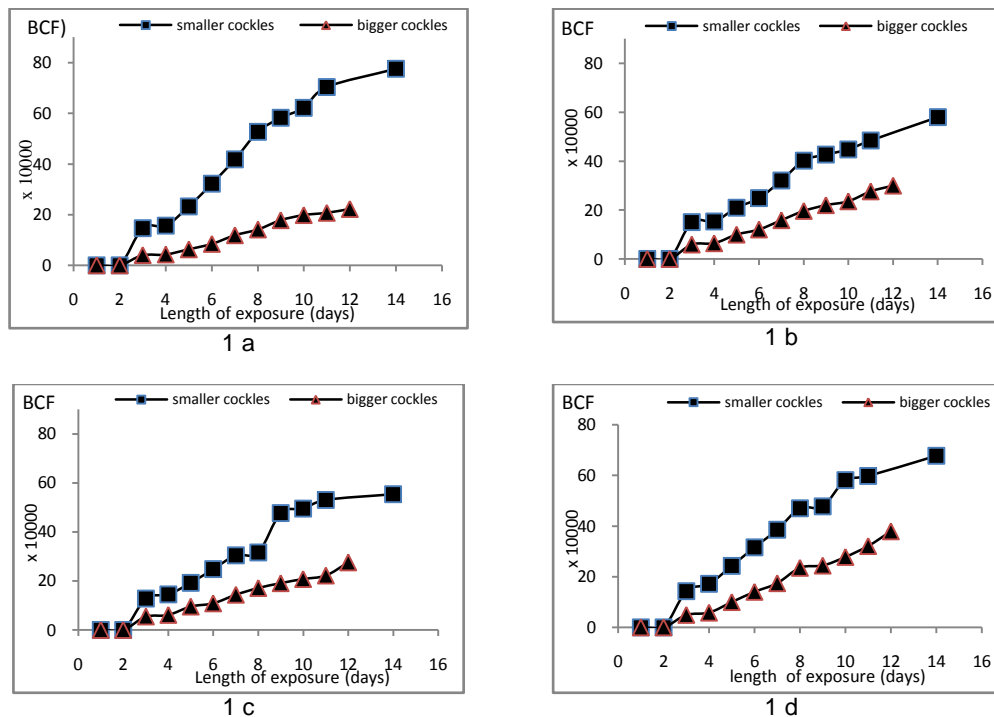 BCF) smaller cockles bigger cockles
80
60
40
20
0
x 10000
0 2 4 6 8 10 12 14 16
Length of exposure (days)
1 a
BCF smaller cockles bigger cockles
80
60
40
20
0
x 10000
0 2 4 6 8 10 12 14 16
Length of exposure (days)
1 b
BCF smaller cockles bigger cockles
80
60
40
20
0
x 10000
0 2 4 6 8 10 12 14 16
Length of exposure (days)
1 c
BCF smaller cockles bigger cockles
80
60
40
20
0
x 10000
0 2 4 6 8 10 12 14 16
length of exposure (days)
1 d